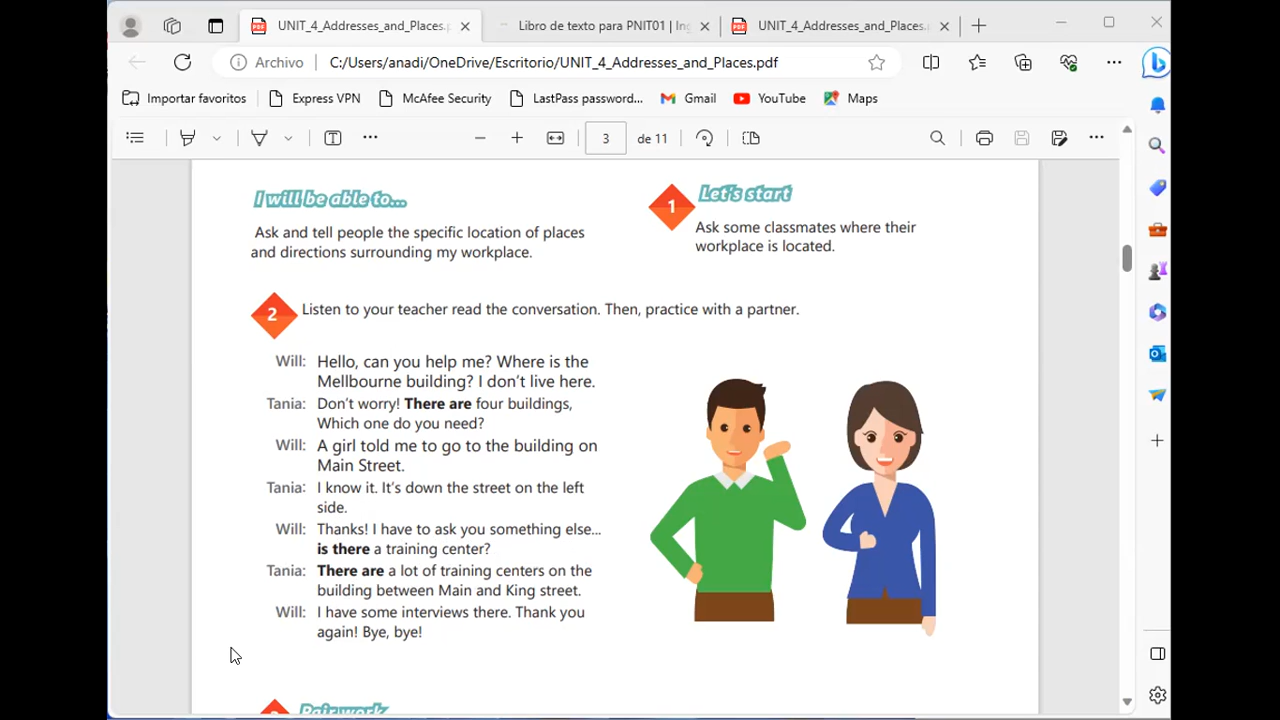 UNIT_4_Addresses_and_Places.p
Libro de texto para PNIT01 | Ing
UNIT_4_Addresses_and_Places.
Archivo
C:/Users/anadi/OneDrive/Escritorio/UNIT_4_Addresses_and_Places.pdf
Importar favoritos
Express VPN
McAfee Security
LastPass password...
Gmail
YouTube
Maps
3
de 11
I will be able to...
Ask and tell people the specific location of places
and directions surrounding my workplace.
1
Let's start
Ask some classmates where their
workplace is located.
2
Listen to your teacher read the conversation. Then, practice with a partner.
Will: Hello, can you help me? Where is the
Mellbourne building? I don't live here.
Tania: Don't worry! There are four buildings,
Which one do you need?
Will: A girl told me to go to the building on
Main Street.
Tania: I know it. It's down the street on the left
side.
Will: Thanks! I have to ask you something else...
is there a training center?
Tania: There are a lot of training centers on the
building between Main and King street.
Will: I have some interviews there. Thank you
again! Bye, bye!
Pair work